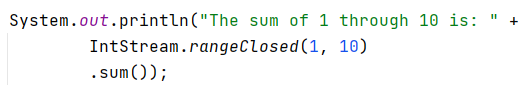 System.out.println("The sum of 1 through 10 is: " +
IntStream.rangeClosed(1, 10)
.sum());